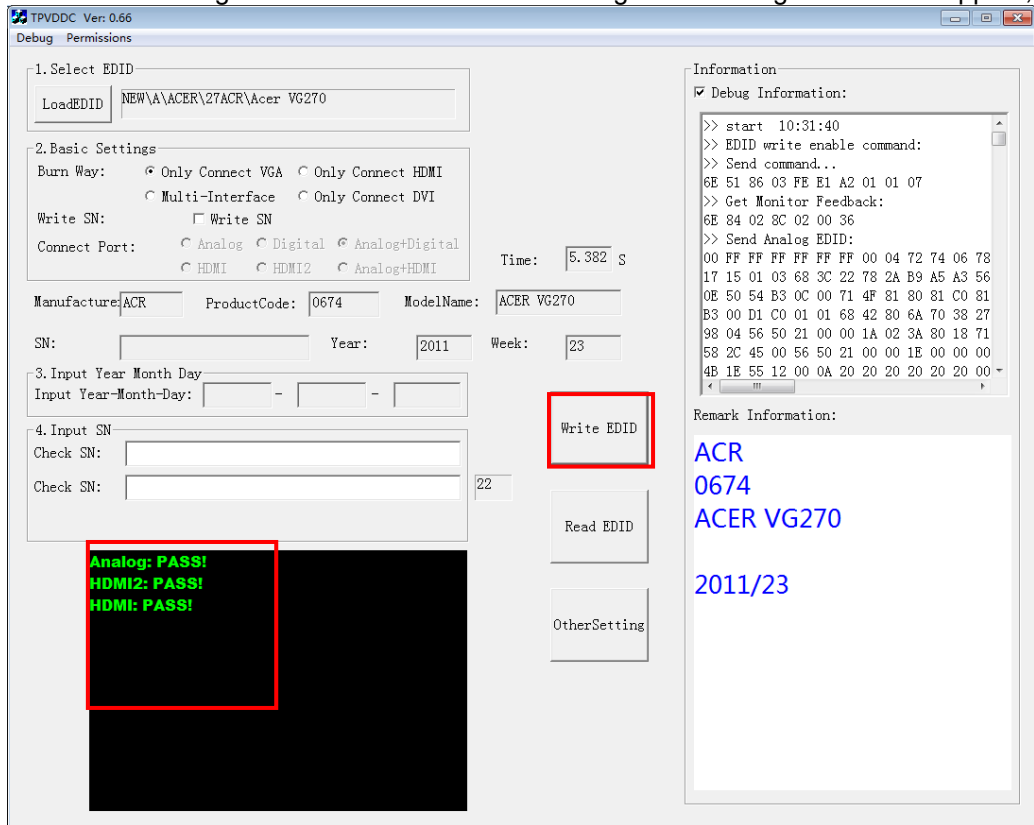 TPVDDC Ver: 0.66
Debug Permissions
1. Select EDID
LoadEDID NEW\A\ACER\27ACR\Acer VG270
2. Basic Settings
Burn Way: Only Connect VGA Only Connect HDMI
Multi-Interface Only Connect DVI
Write SN: Write SN
Connect Port: Analog Digital Analog+Digital
HDMI HDMI2 Analog+HDMI
Time: 5.382 S
Manufacture: ACR ProductCode: 0674 ModelName: ACER VG270
SN: Year: 2011 Week: 23
3. Input Year Month Day
Input Year-Month-Day: - -
4. Input SN
Check SN:
Check SN: 22
Write EDID
Read EDID
OtherSetting
Analog: PASS!
HDMI2: PASS!
HDMI: PASS!
Information
Debug Information:
>> start 10:31:40
>> EDID write enable command:
>> Send command...
6E 51 86 03 FE E1 A2 01 01 07
>> Get Monitor Feedback:
6E 84 02 8C 02 00 36
>> Send Analog EDID:
00 FF FF FF FF FF FF 00 04 72 74 06 78
17 15 01 03 68 3C 22 78 2A B9 A5 A3 56
0E 50 54 B3 0C 00 71 4F 81 80 81 C0 81
B3 00 D1 C0 01 01 68 42 80 6A 70 38 27
98 04 56 50 21 00 00 1A 02 3A 80 18 71
58 2C 45 00 56 50 21 00 00 1E 00 00 00
4B 1E 55 12 00 0A 20 20 20 20 20 20 00
Remark Information:
ACR
0674
ACER VG270
2011/23